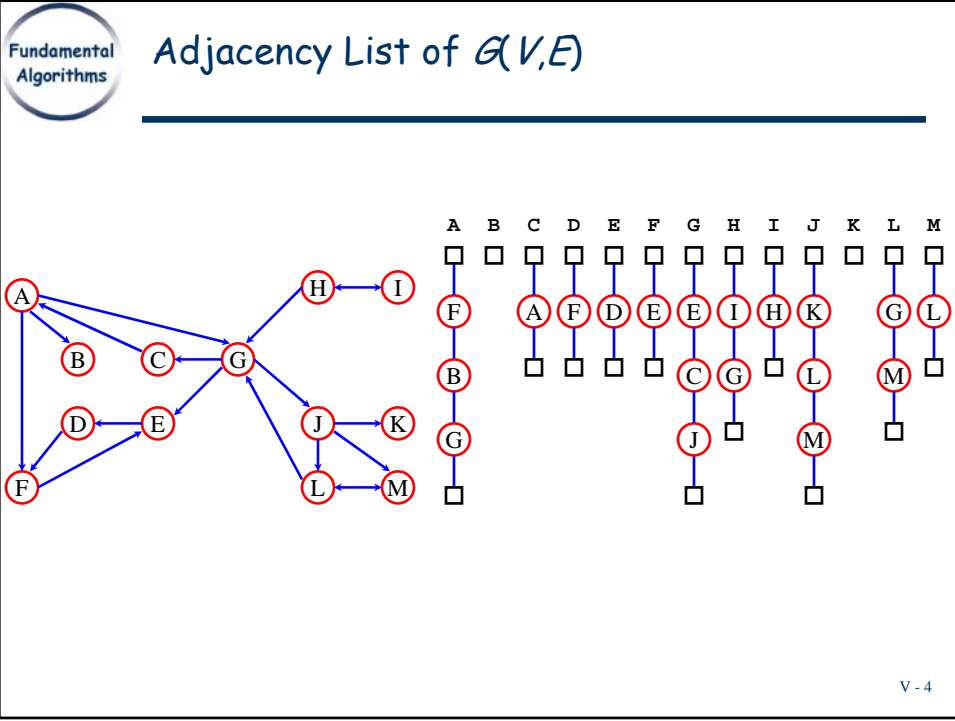 Fundamental
Algorithms
Adjacency List of G(V,E)
A B C D E F G H I J K L M
A H I
B C G
D E J K
F L M
F A F D E E I H K G L
B C G L M
G J M
V - 4